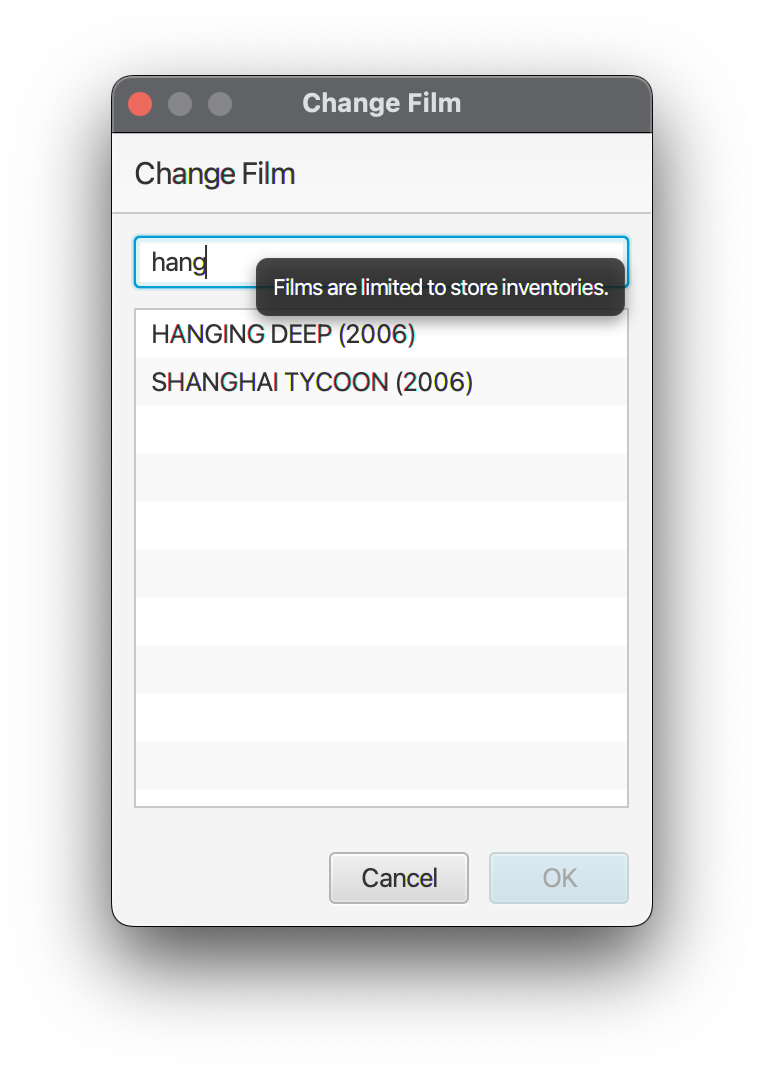 Change Film
Change Film
hang
Films are limited to store inventories.
HANGING DEEP (2006)
SHANGHAI TYCOON (2006)
Cancel
OK